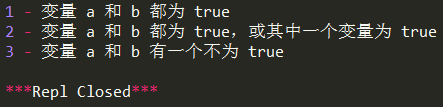 1 - 变量 a 和 b 都为 true
2 - 变量 a 和 b 都为 true，或其中一个变量为 true
3 - 变量 a 和 b 有一个不为 true
***Repl Closed***